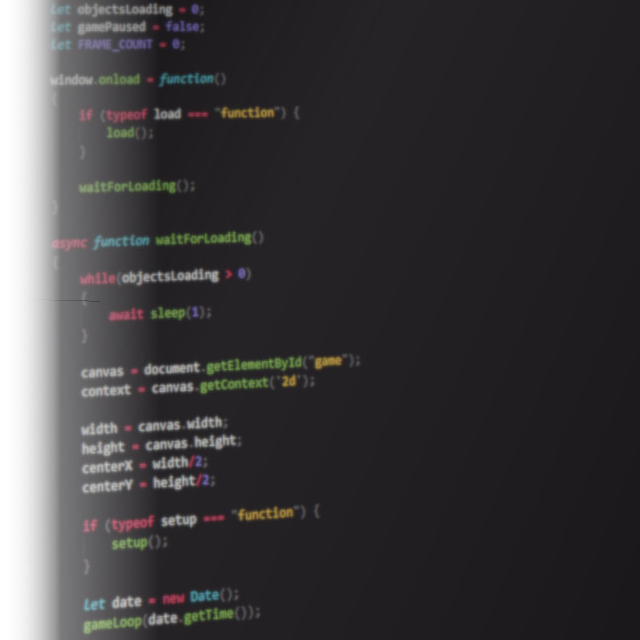 let objectsLoading = 0;
let gamePaused = false;
let FRAME_COUNT = 0;
window.onload = function()
{
if (typeof load === "function") {
load();
}
waitForLoading();
}
async function waitForLoading()
{
while(objectsLoading > 0)
{
await sleep(1);
}
canvas = document.getElementById("game");
context = canvas.getContext('2d');
width = canvas.width;
height = canvas.height;
centerX = width/2;
centerY = height/2;
if (typeof setup === "function") {
setup();
}
let date = new Date();
gameLoop(date.getTime());